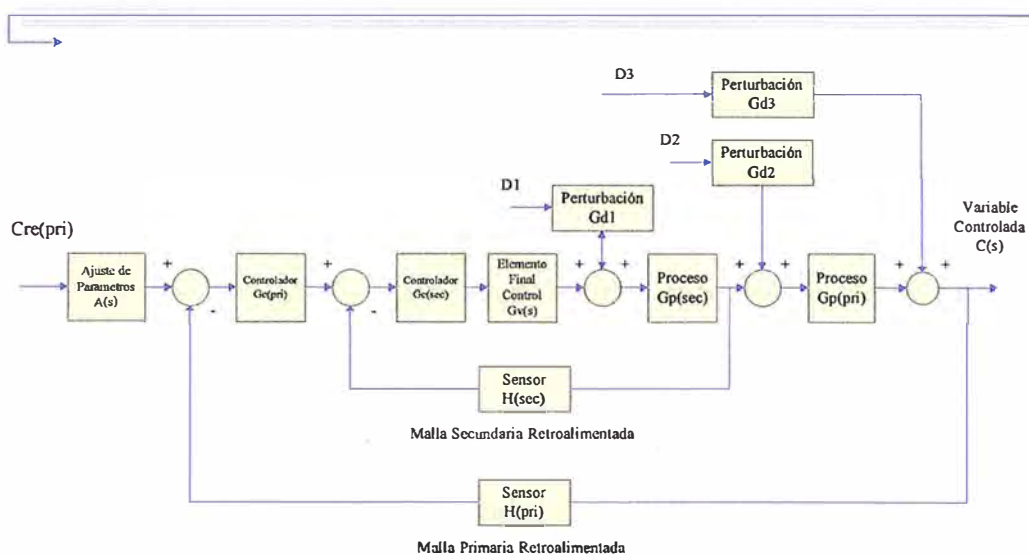 D3
Perturbación
Gd3
D2
Perturbación
Gd2
D1
Perturbación
Gd1
Variable
Controlada
C(s)
Cre(pri)
Ajuste de
Parametros
A(s)
+
-
Controlador
Gc(pri)
+
-
Controlador
Gc(sec)
Elemento
Final
Control
Gv(s)
+
+
Proceso
Gp(sec)
+
+
Proceso
Gp(pri)
+
+
Sensor
H(sec)
Malla Secundaria Retroalimentada
Sensor
H(pri)
Malla Primaria Retroalimentada